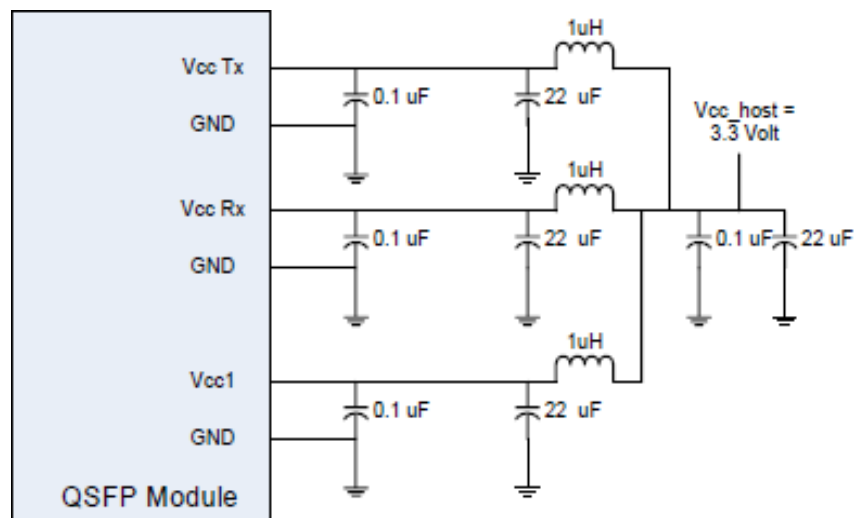 1uH
Vcc Tx
0.1 uF
22 uF
GND
Vcc_host =
3.3 Volt
1uH
Vcc Rx
0.1 uF
22 uF
0.1 uF
22 uF
GND
1uH
Vcc1
0.1 uF
22 uF
GND
QSFP Module